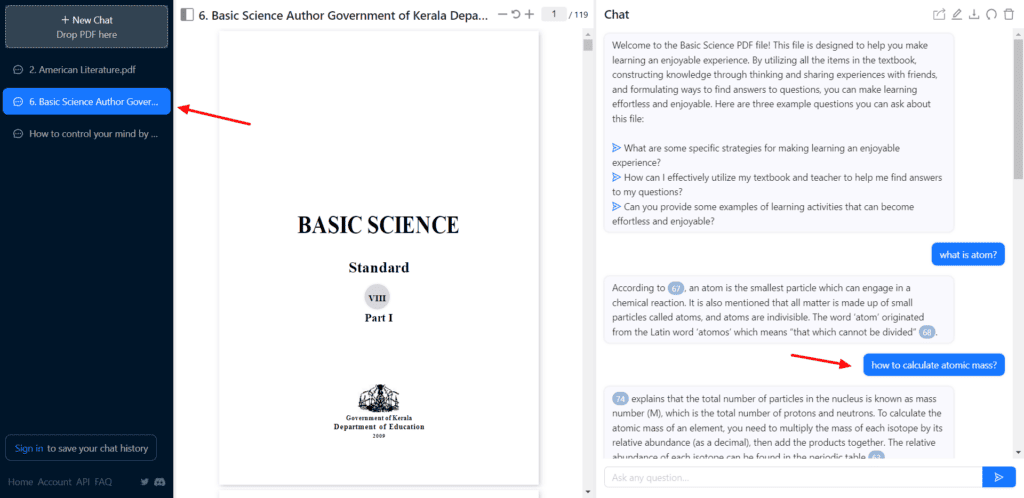 + New Chat
Drop PDF here
2. American Literature.pdf
6. Basic Science Author Gover...
How to control your mind by ...
Sign in to save your chat history
Home Account API FAQ
6. Basic Science Author Government of Kerala Depa...
1 / 119
BASIC SCIENCE
Standard
VIII
Part I
Government of Kerala
Department of Education
2009
Chat
Welcome to the Basic Science PDF file! This file is designed to help you make
learning an enjoyable experience. By utilizing all the items in the textbook,
constructing knowledge through thinking and sharing experiences with friends,
and formulating ways to find answers to questions, you can make learning
effortless and enjoyable. Here are three example questions you can ask about
this file:
What are some specific strategies for making learning an enjoyable
experience?
How can I effectively utilize my textbook and teacher to help me find answers
to my questions?
Can you provide some examples of learning activities that can become
effortless and enjoyable?
what is atom?
According to 67, an atom is the smallest particle which can engage in a
chemical reaction. It is also mentioned that all matter is made up of small
particles called atoms, and atoms are indivisible. The word 'atom' originated
from the Latin word 'atomos' which means "that which cannot be divided" 68.
how to calculate atomic mass?
74 explains that the total number of particles in the nucleus is known as mass
number (M), which is the total number of protons and neutrons. To calculate the
atomic mass of an element, you need to multiply the mass of each isotope by its
relative abundance (as a decimal), then add the products together. The relative
abundance of each isotope can be found in the periodic table
Ask any question...